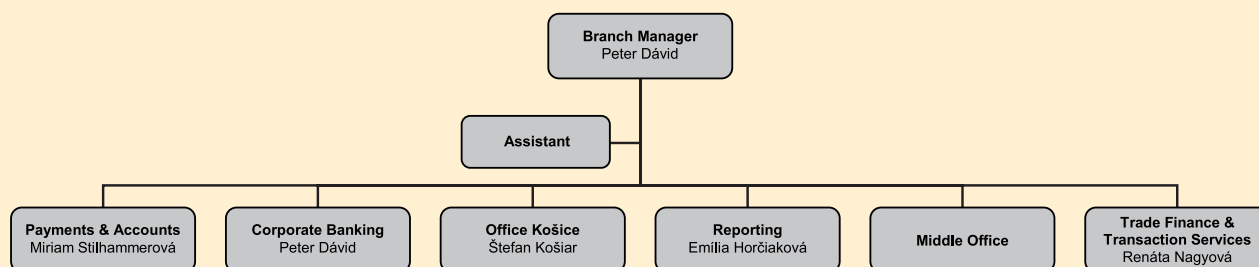 Branch Manager
Peter Dávid
Assistant
Payments & Accounts
Miriam Stilhammerová
Corporate Banking
Peter Dávid
Office Košice
Štefan Košiar
Reporting
Emília Horčiaková
Middle Office
Trade Finance &
Transaction Services
Renáta Nagyová